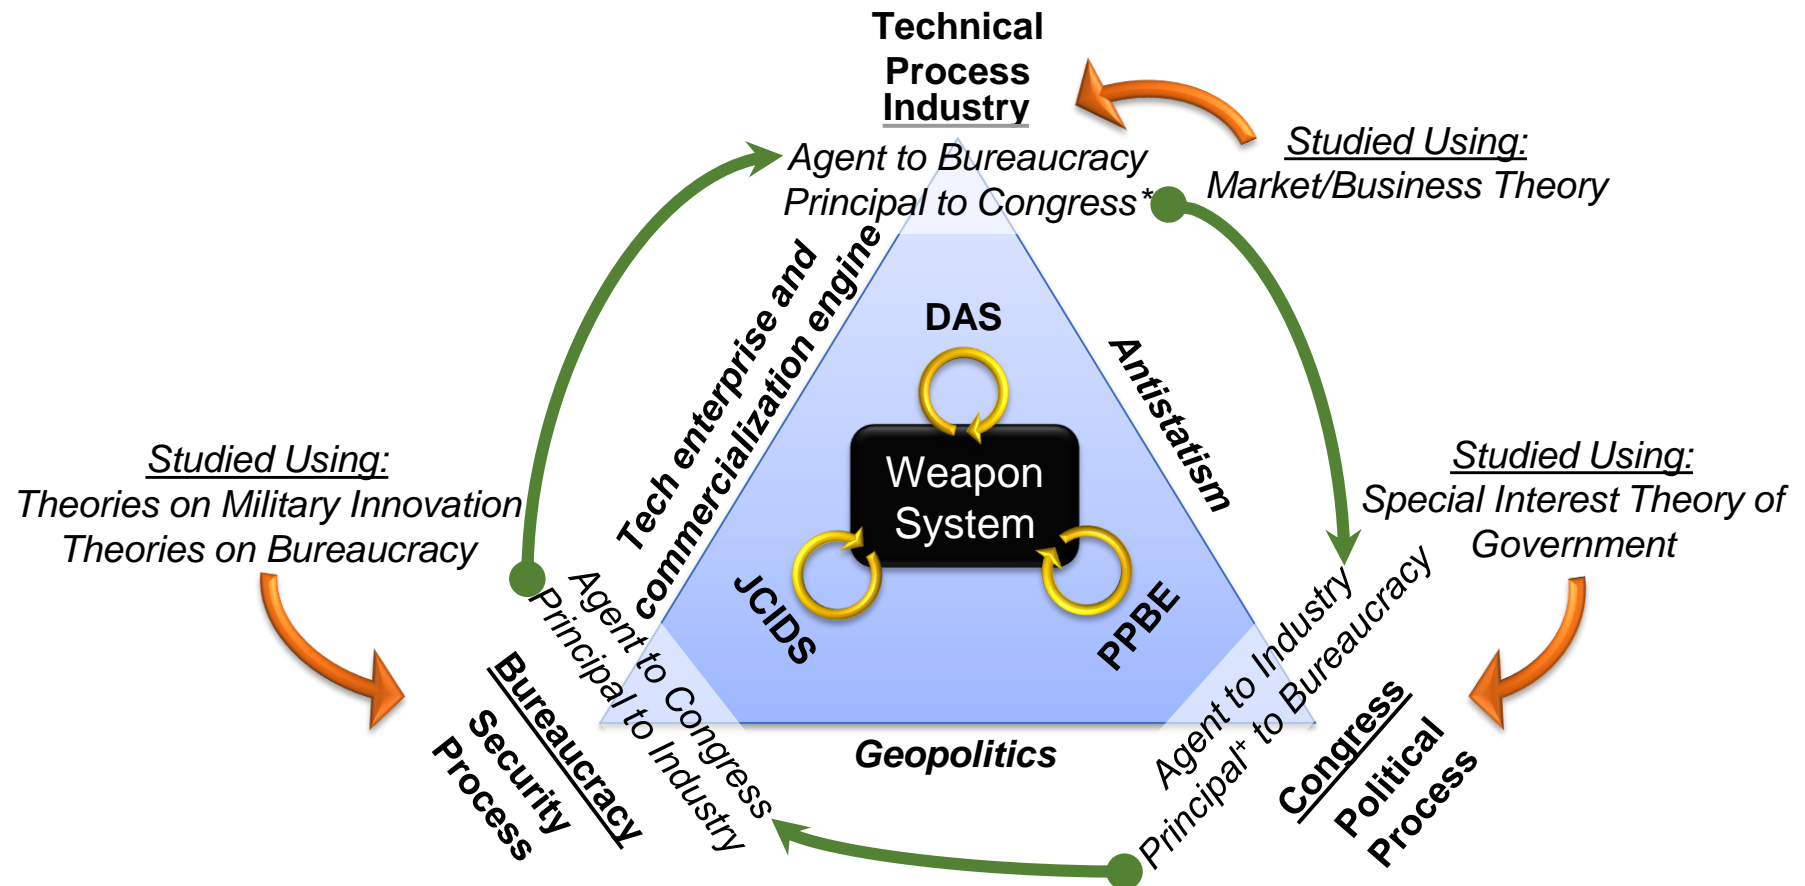 Technical
Process
Industry
Agent to Bureaucracy
Principal to Congress*
Studied Using:
Market/Business Theory
Tech enterprise and
commercialization engine
DAS
Antistatism
Weapon
System
JCIDS
PPBE
Geopolitics
Studied Using:
Theories on Military Innovation
Theories on Bureaucracy
Studied Using:
Special Interest Theory of
Government
Agent to Congress
Principal to Industry
Bureaucracy
Security
Process
Agent to Industry
Principal⁺ to Bureaucracy
Congress
Political
Process